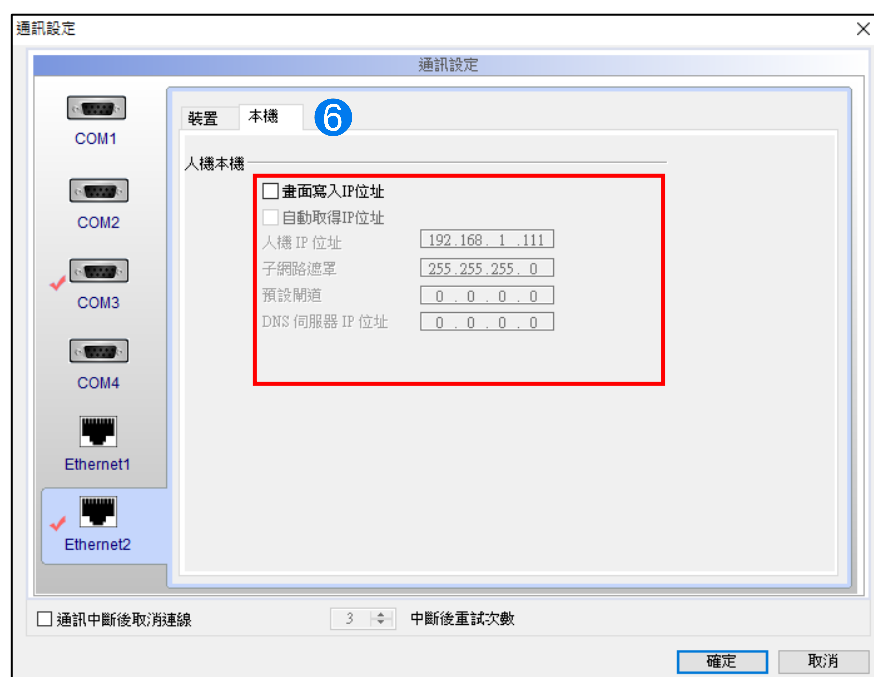 通訊設定
通訊設定
COM1
COM2
COM3
COM4
Ethernet1
Ethernet2
裝置 本機 6
人機本機
畫面寫入IP位址
自動取得IP位址
人機 IP 位址 192.168. 1 .111
子網路遮罩 255.255.255. 0
預設閘道 0 . 0 . 0 . 0
DNS 伺服器 IP 位址 0 . 0 . 0 . 0
通訊中斷後取消連線 3 中斷後重試次數
確定 取消